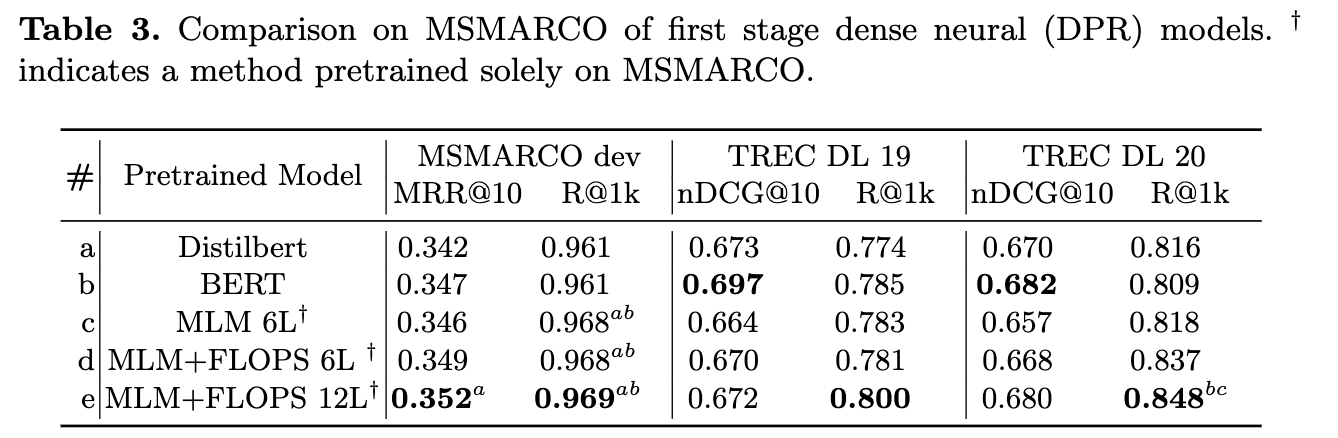 Table 3. Comparison on MSMARCO of first stage dense neural (DPR) models. †
indicates a method pretrained solely on MSMARCO.
# Pretrained Model MSMARCO dev TREC DL 19 TREC DL 20
MRR@10 R@1k nDCG@10 R@1k nDCG@10 R@1k
a Distilbert 0.342 0.961 0.673 0.774 0.670 0.816
b BERT 0.347 0.961 0.697 0.785 0.682 0.809
c MLM 6L† 0.346 0.968ab 0.664 0.783 0.657 0.818
d MLM+FLOPS 6L † 0.349 0.968ab 0.670 0.781 0.668 0.837
e MLM+FLOPS 12L† 0.352a 0.969ab 0.672 0.800 0.680 0.848bc